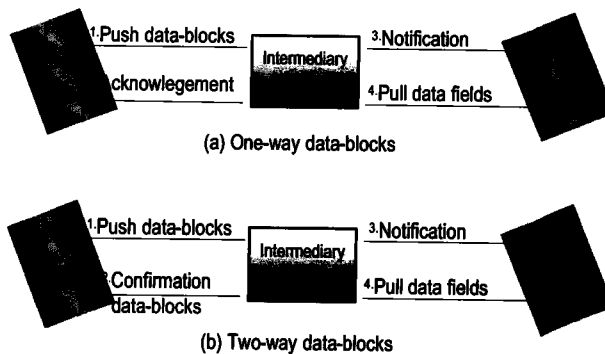 1.Push data-blocks
Intermediary
3.Notification
Acknowlegement
4.Pull data fields
(a) One-way data-blocks
1.Push data-blocks
Intermediary
3.Notification
Confirmation
data-blocks
4.Pull data fields
(b) Two-way data-blocks